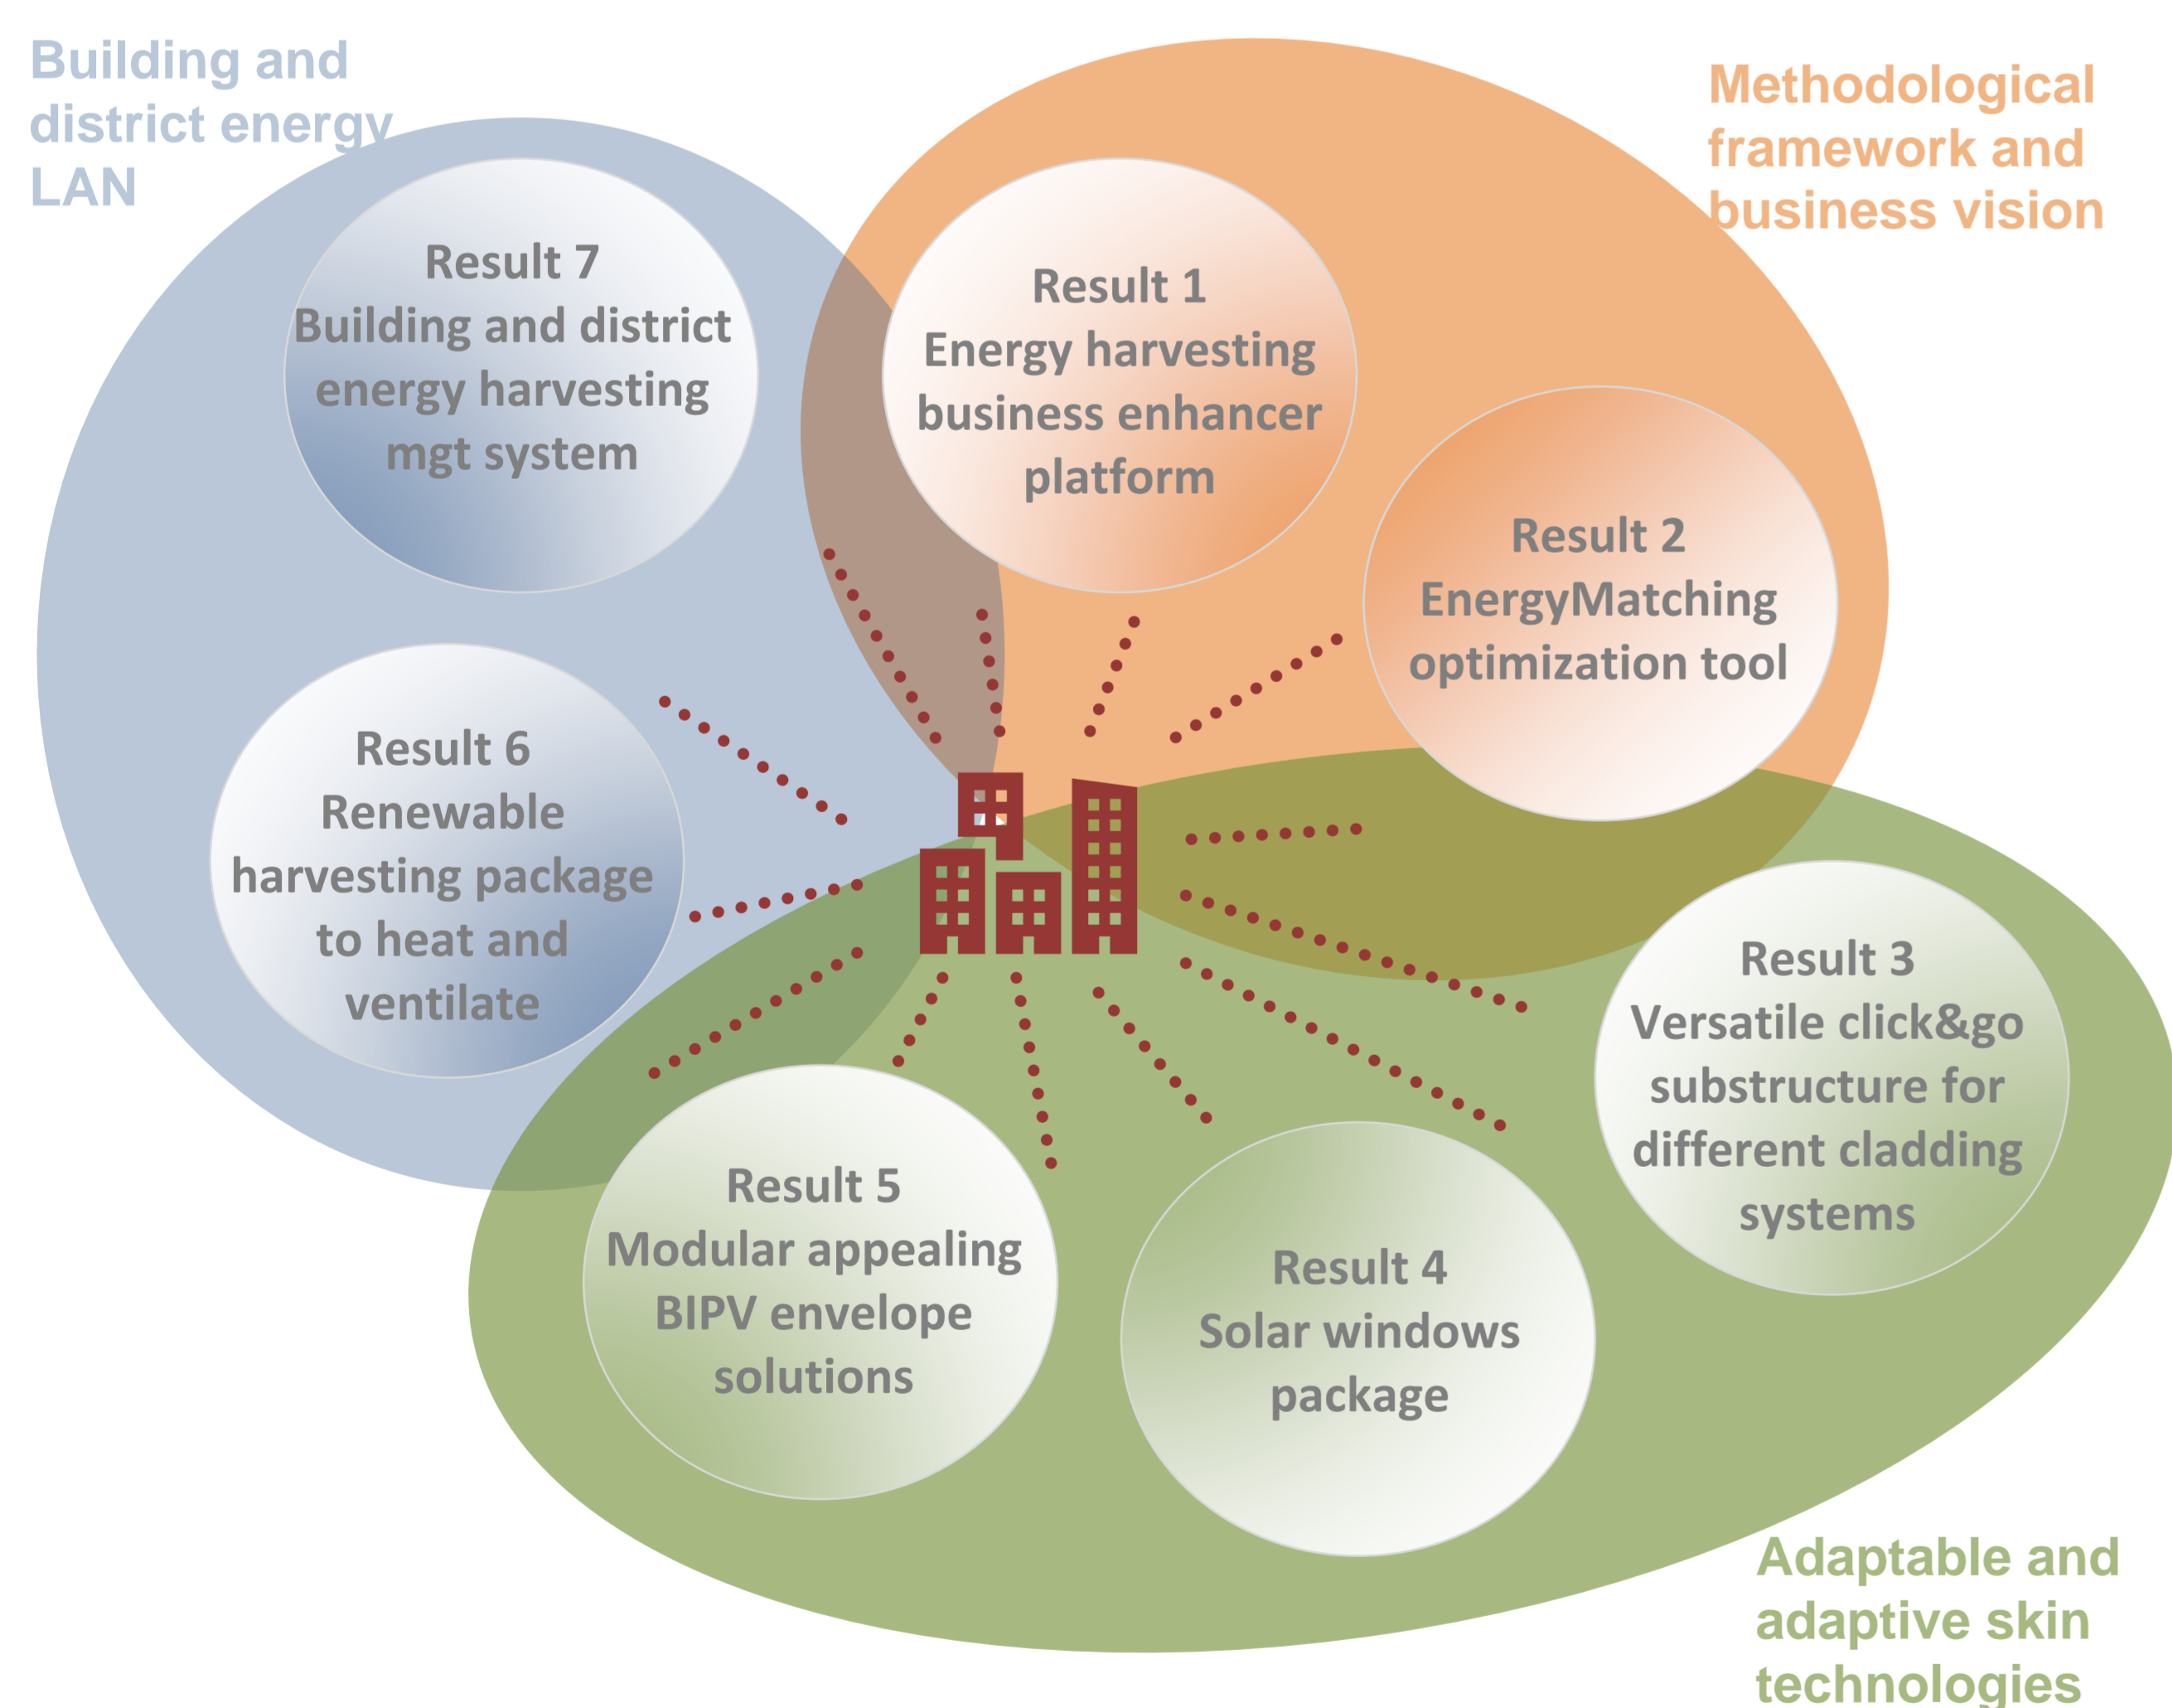 Building and
district energy
LAN
Methodological
framework and
business vision
Result 7
Building and district
energy harvesting
mgt system
Result 1
Energy harvesting
business enhancer
platform
Result 2
EnergyMatching
optimization tool
Result 6
Renewable
harvesting package
to heat and
ventilate
Result 3
Versatile click&go
substructure for
different cladding
systems
Result 5
Modular appealing
BIPV envelope
solutions
Result 4
Solar windows
package
Adaptable and
adaptive skin
technologies